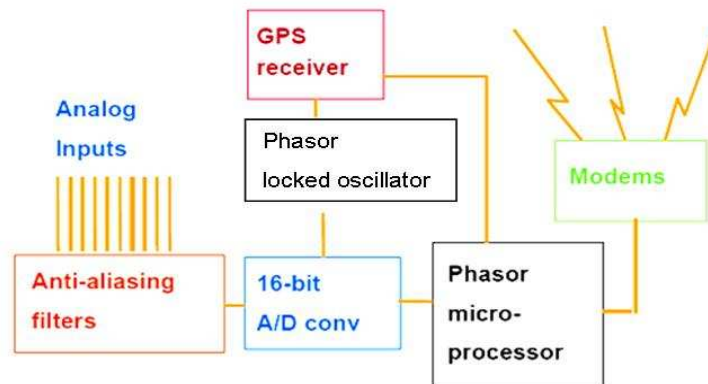 GPS
receiver
Analog
Inputs
Phasor
locked oscillator
Modems
Anti-aliasing
filters
16-bit
A/D conv
Phasor
micro-
processor